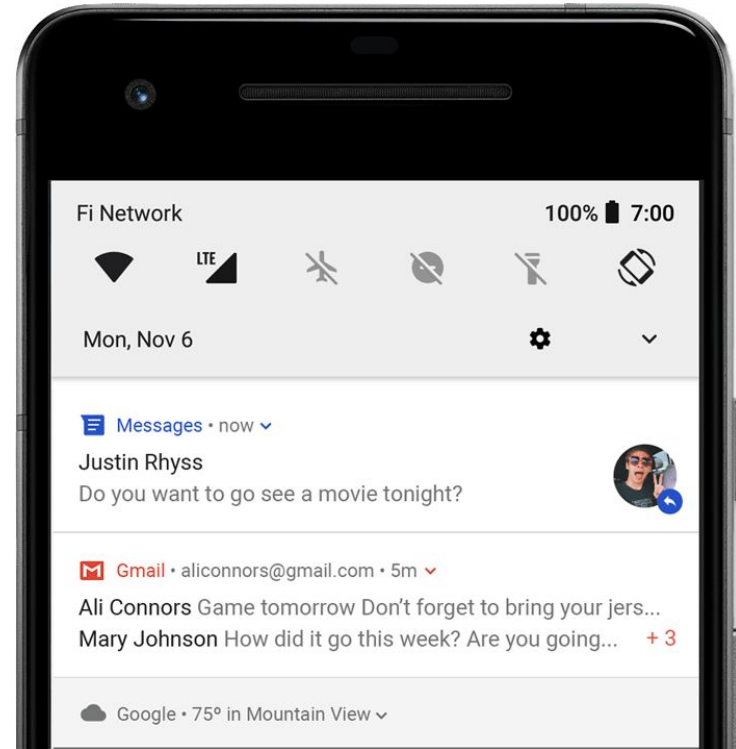 Fi Network 100% 7:00
LTE
Mon, Nov 6
Messages • now
Justin Rhyss
Do you want to go see a movie tonight?
Gmail • aliconnors@gmail.com • 5m
Ali Connors Game tomorrow Don't forget to bring your jers...
Mary Johnson How did it go this week? Are you going... + 3
Google • 75º in Mountain View